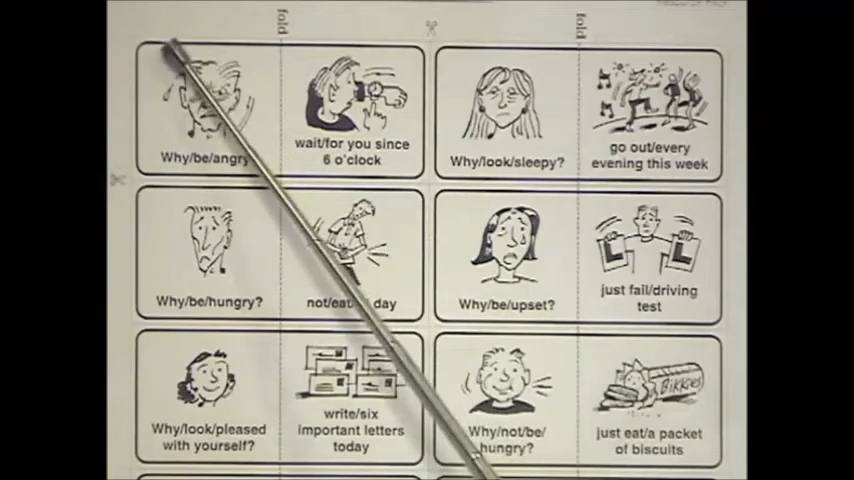 fold
fold
Why/be/angry
wait/for you since
6 o'clock
Why/look/sleepy?
go out/every
evening this week
Why/be/hungry?
not/eat day
Why/be/upset?
L L
just fail/driving
test
Why/look/pleased
with yourself?
write/six
important letters
today
Why/not/be/
hungry?
BiKKiES
just eat/a packet
of biscuits